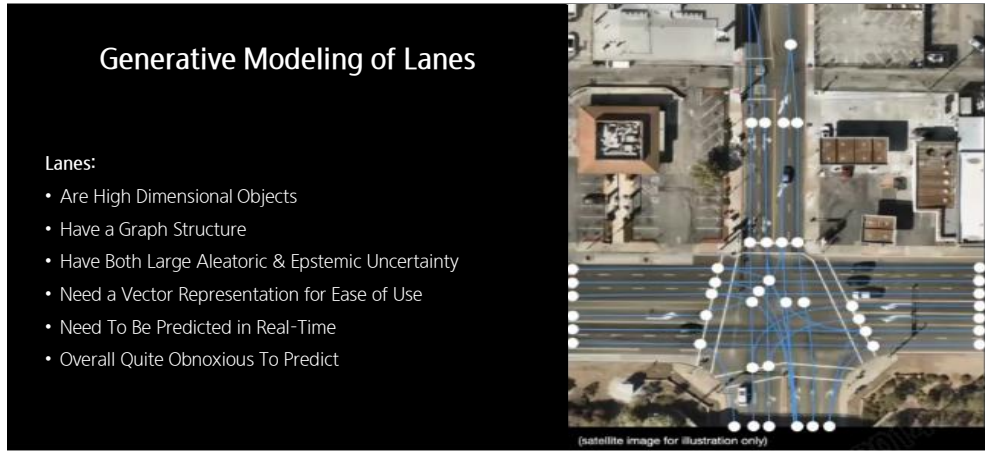 Generative Modeling of Lanes
Lanes:
• Are High Dimensional Objects
• Have a Graph Structure
• Have Both Large Aleatoric & Epstemic Uncertainty
• Need a Vector Representation for Ease of Use
• Need To Be Predicted in Real-Time
• Overall Quite Obnoxious To Predict
(satellite image for illustration only)